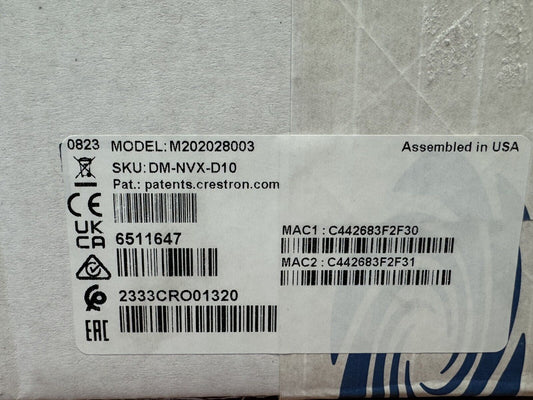 0823 MODEL: M202028003 Assembled in USA
SKU: DM-NVX-D10
Pat.: patents.crestron.com
CE
UK
CA
6511647
MAC1 : C442683F2F30
MAC2 : C442683F2F31
2333CRO01320
EAC